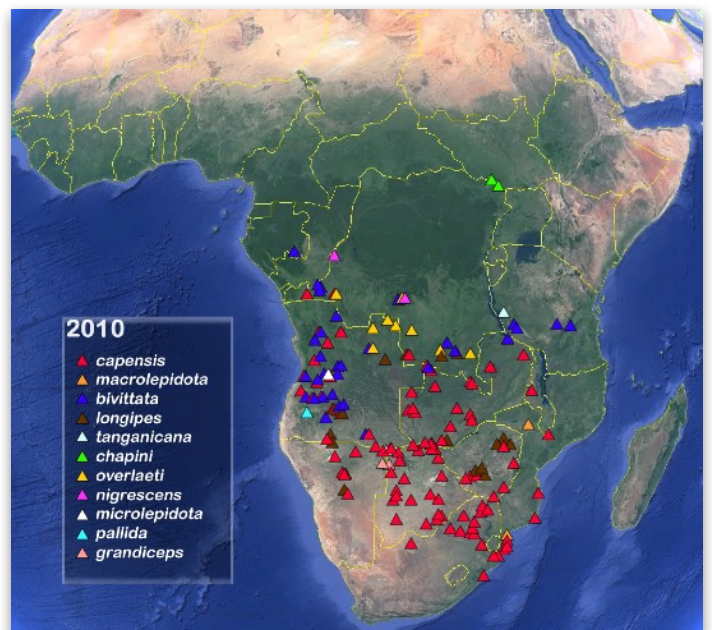 2010
capensis
macrolepidota
bivittata
longipes
tanganicana
chapini
overlaeti
nigrescens
microlepidota
pallida
grandiceps